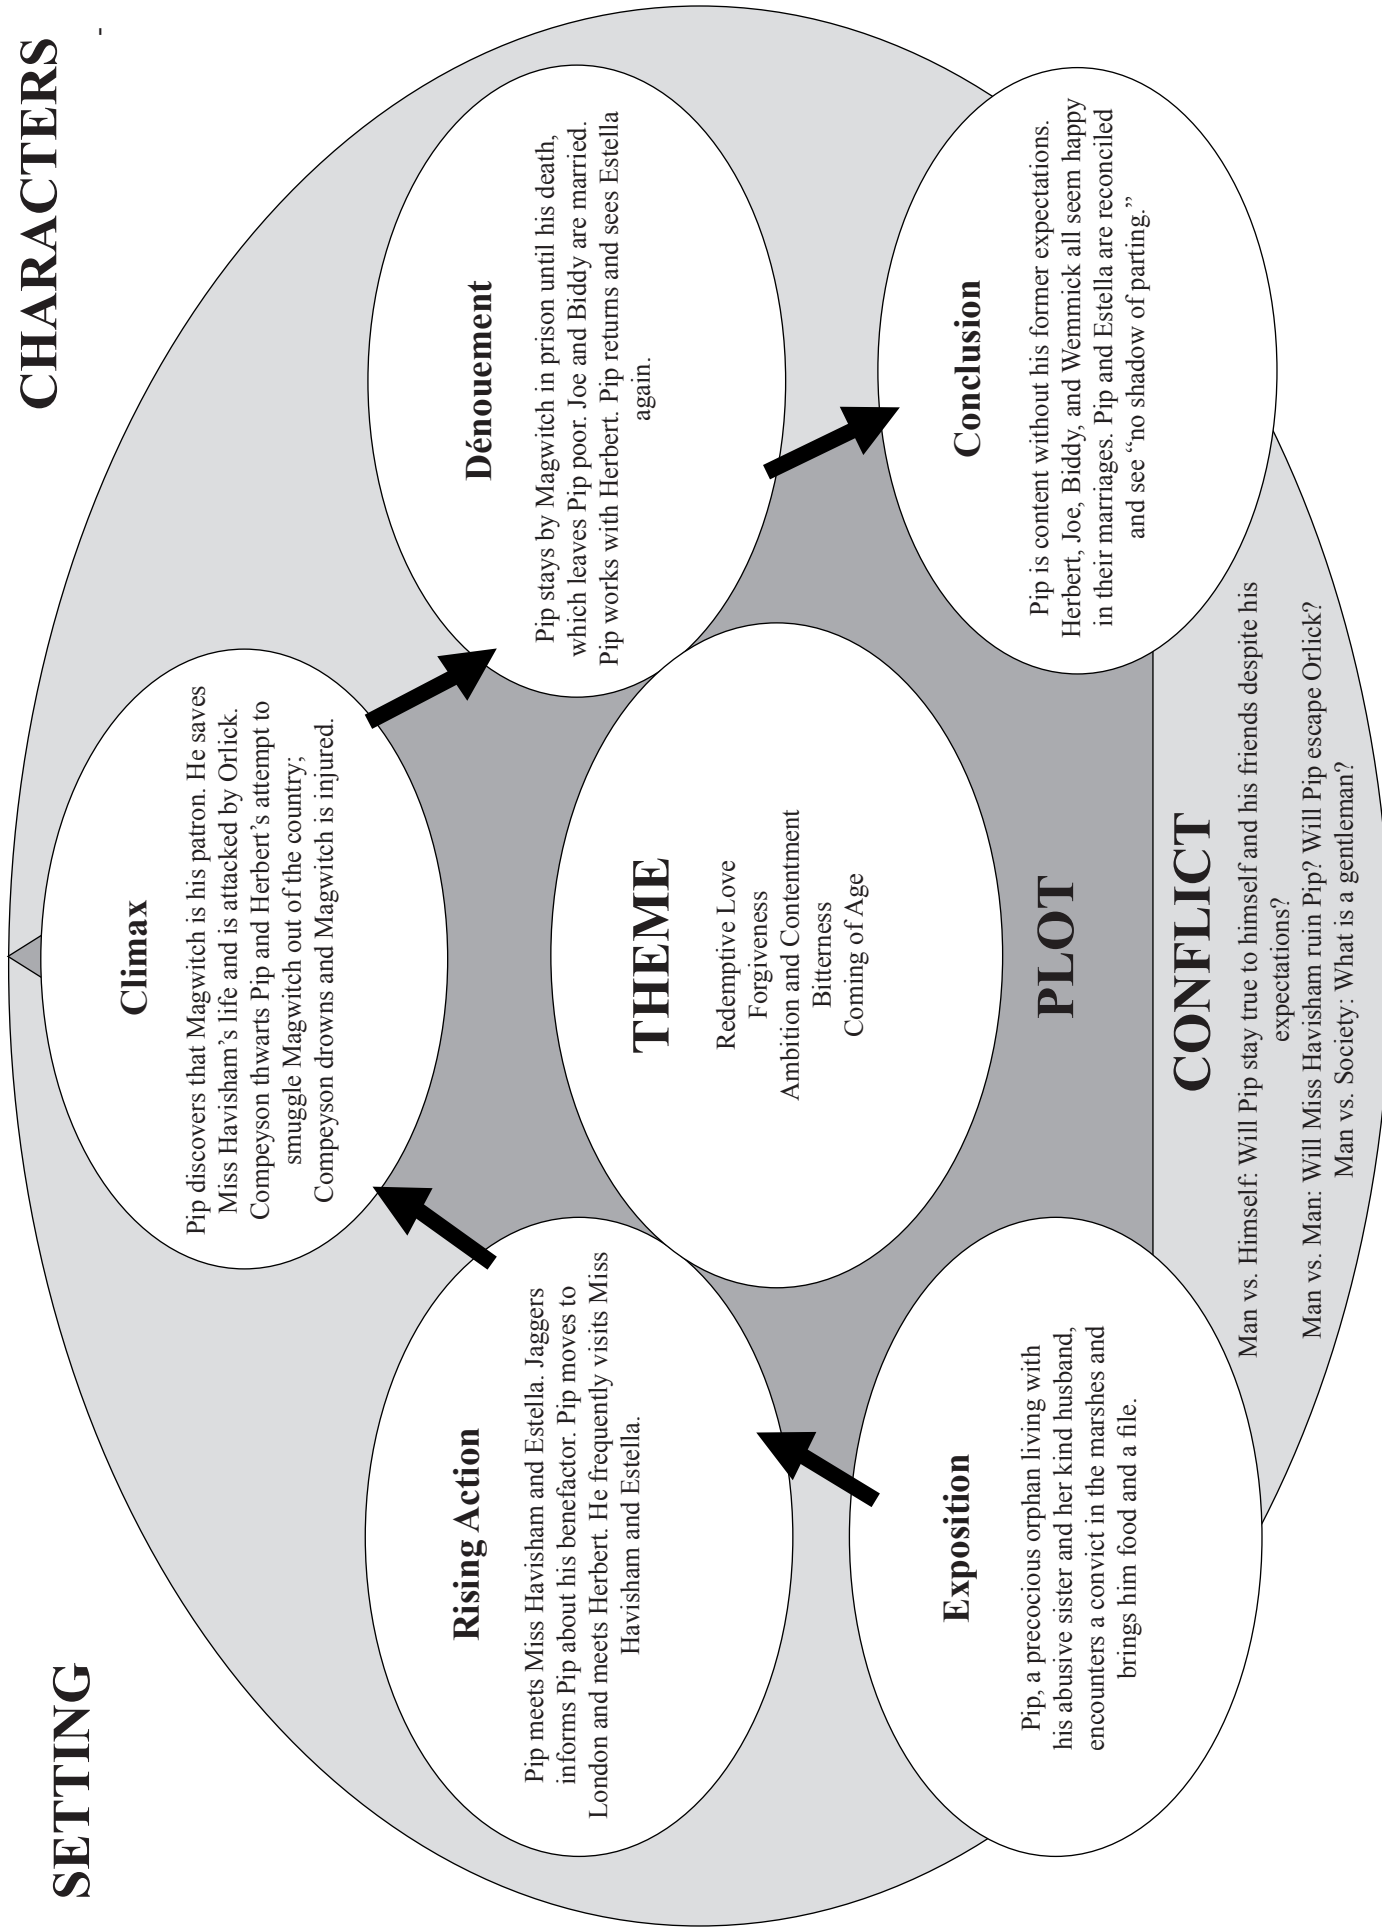 SETTING
CHARACTERS
-
Climax
Pip discovers that Magwitch is his patron. He saves
Miss Havisham’s life and is attacked by Orlick.
Compeyson thwarts Pip and Herbert’s attempt to
smuggle Magwitch out of the country;
Compeyson drowns and Magwitch is injured.
Rising Action
Pip meets Miss Havisham and Estella. Jaggers
informs Pip about his benefactor. Pip moves to
London and meets Herbert. He frequently visits Miss
Havisham and Estella.
Dénouement
Pip stays by Magwitch in prison until his death,
which leaves Pip poor. Joe and Biddy are married.
Pip works with Herbert. Pip returns and sees Estella
again.
THEME
Redemptive Love
Forgiveness
Ambition and Contentment
Bitterness
Coming of Age
Exposition
Pip, a precocious orphan living with
his abusive sister and her kind husband,
encounters a convict in the marshes and
brings him food and a file.
Conclusion
Pip is content without his former expectations.
Herbert, Joe, Biddy, and Wemmick all seem happy
in their marriages. Pip and Estella are reconciled
and see “no shadow of parting.”
PLOT
CONFLICT
Man vs. Himself: Will Pip stay true to himself and his friends despite his
expectations?
Man vs. Man: Will Miss Havisham ruin Pip? Will Pip escape Orlick?
Man vs. Society: What is a gentleman?